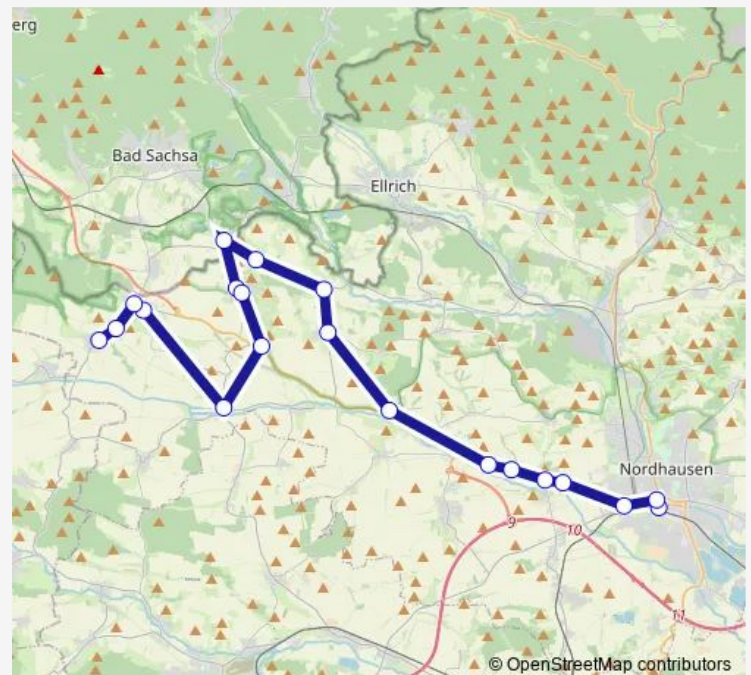 erg
Bad Sachsa
Ellrich
Nordhausen
9
10
11
© OpenStreetMap contributors